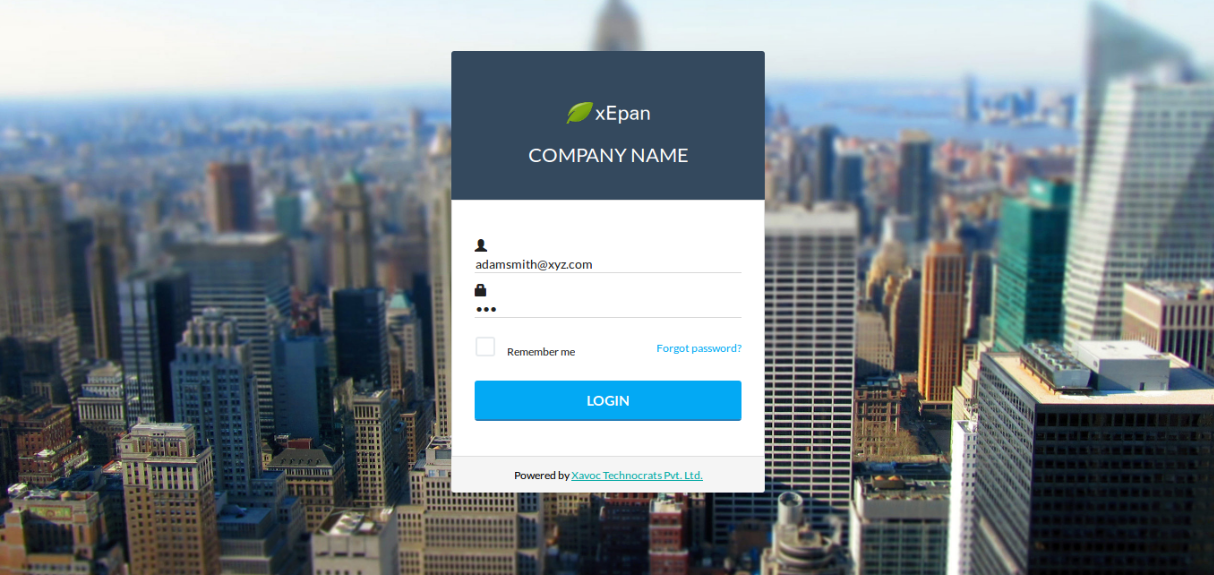 xEpan
COMPANY NAME
adamsmith@xyz.com
•••
Remember me
Forgot password?
LOGIN
Powered by Xavoc Technocrats Pvt. Ltd.